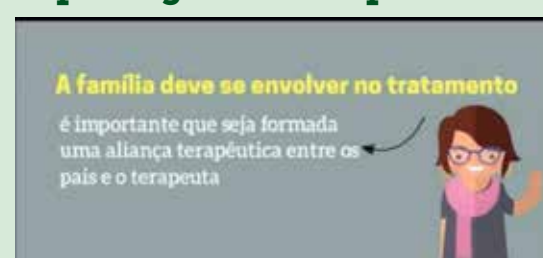 A família deve se envolver no tratamento
é importante que seja formada
uma aliança terapêutica entre os
pais e o terapeuta